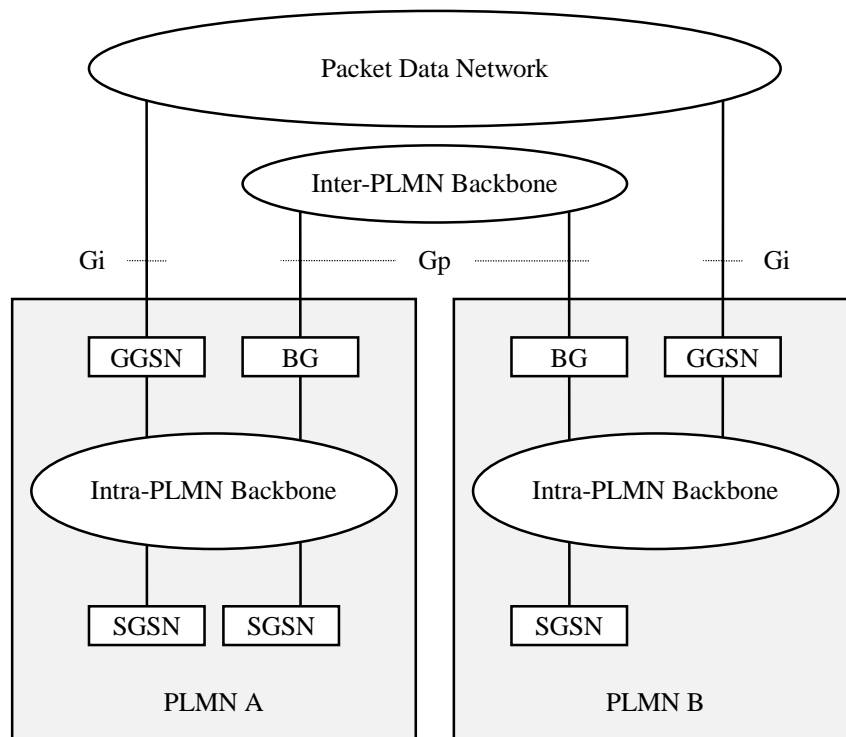 Packet Data Network
Inter-PLMN Backbone
Gi Gp Gi
GGSN BG BG GGSN
Intra-PLMN Backbone Intra-PLMN Backbone
SGSN SGSN SGSN
PLMN A PLMN B